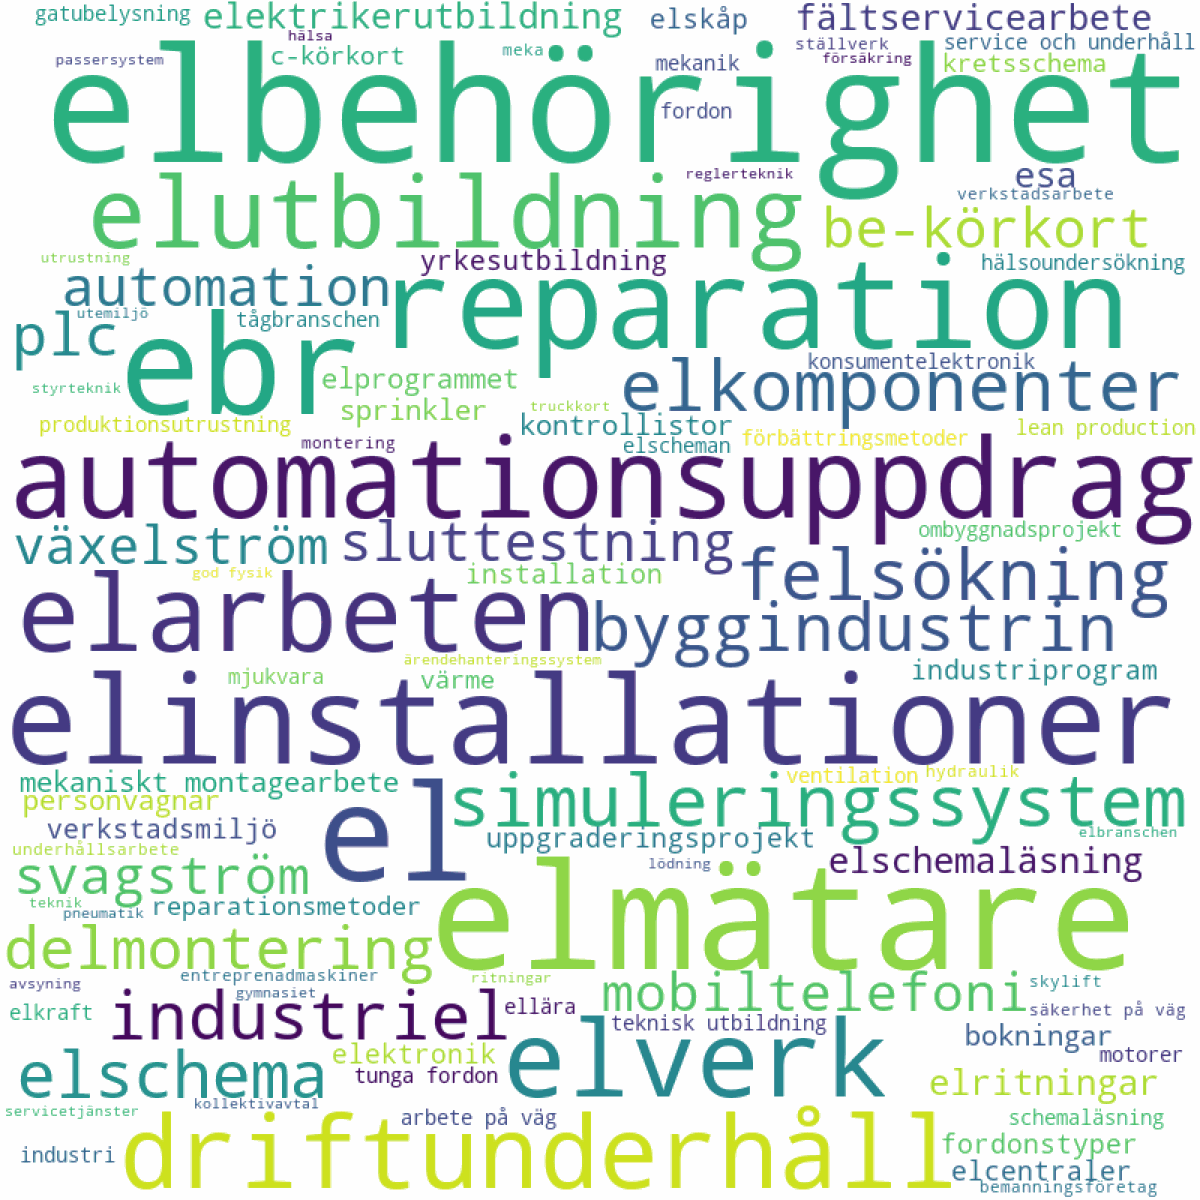 gatubelysning
elektrikerutbildning
elskåp
fältservicearbete
hälsa
c-körkort
meka
ställverk
service och underhåll
passersystem
mekanik
försäkring
kretsschema
elbehörighet
fordon
reglerteknik
esa
verkstadsarbete
elutbildning
be-körkort
utrustning
yrkesutbildning
hälsoundersökning
automation
reparation
utemiljö
tågbranschen
plc
ebr
konsumentelektronik
styrteknik
elprogrammet
elkomponenter
sprinkler
truckkort
produktionsutrustning
kontrollistor
lean production
montering
elscheman
förbättringsmetoder
automationsuppdrag
växelström
sluttestning
ombyggnadsprojekt
god fysik
installation
felsökning
elarbeten
byggindustrin
ärendehanteringssystem
mjukvara
värme
industriprogram
elinstallationer
mekaniskt montagearbete
ventilation
hydraulik
personvagnar
el
simuleringssystem
verkstadsmiljö
uppgraderingsprojekt
elbranschen
underhållsarbete
lödning
elschemaläsning
svagström
elmätare
teknik
pneumatik
reparationsmetoder
delmontering
entreprenadmaskiner
ritningar
avsyning
gymnasiet
mobiltelefoni
skylift
elkraft
industriel
ellära
säkerhet på väg
teknisk utbildning
bokningar
elschema
elektronik
elverk
motorer
tunga fordon
elritningar
servicetjänster
kollektivavtal
arbete på väg
schemaläsning
driftunderhåll
fordonstyper
industri
elcentraler
bemanningsföretag